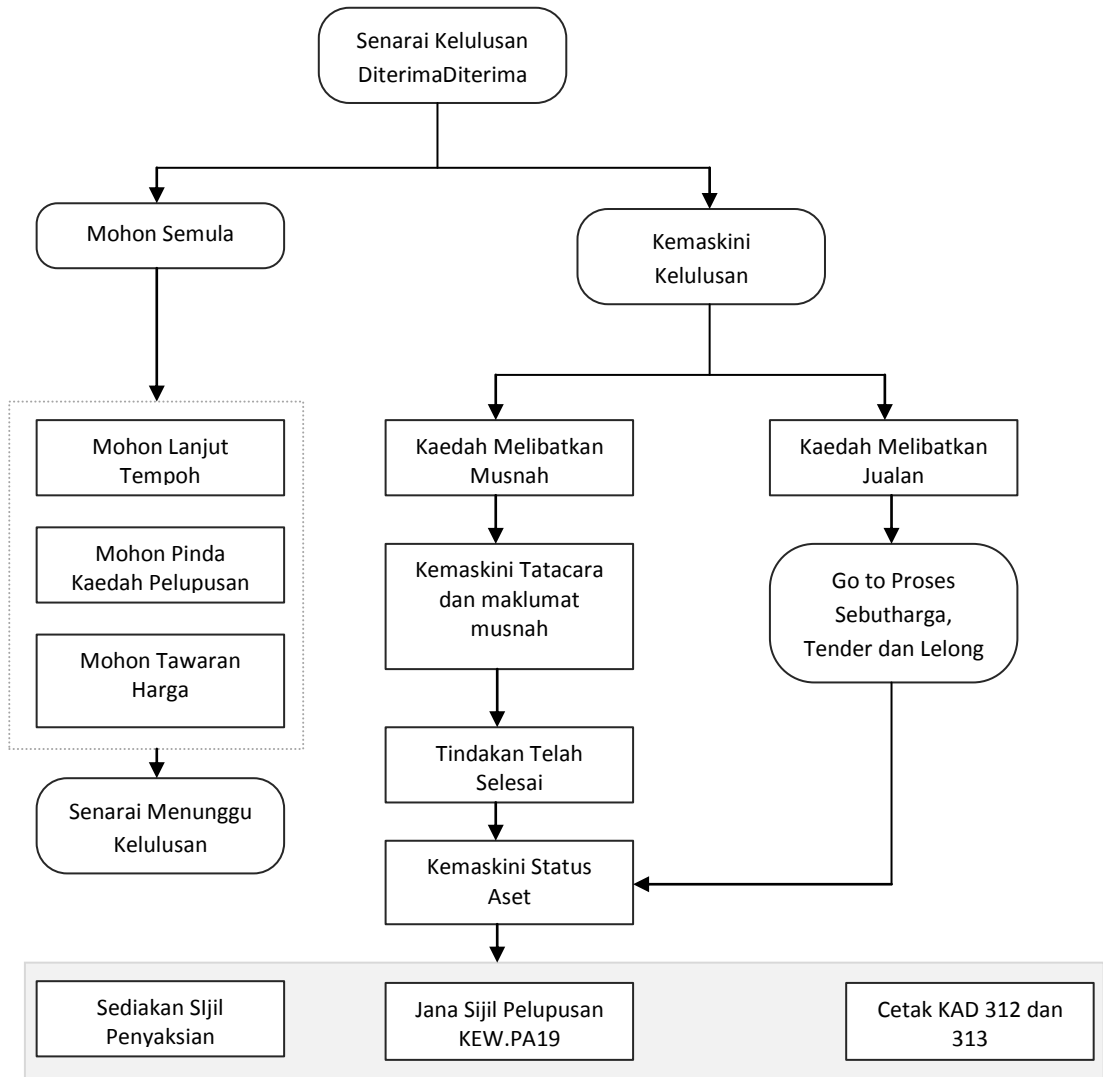 Senarai Kelulusan
DiterimaDiterima
Mohon Semula
Kemaskini
Kelulusan
Mohon Lanjut
Tempoh
Kaedah Melibatkan
Musnah
Kaedah Melibatkan
Jualan
Mohon Pinda
Kaedah Pelupusan
Kemaskini Tatacara
dan maklumat
musnah
Go to Proses
Sebutharga,
Tender dan Lelong
Mohon Tawaran
Harga
Tindakan Telah
Selesai
Senarai Menunggu
Kelulusan
Kemaskini Status
Aset
Sediakan SIjil
Penyaksian
Jana Sijil Pelupusan
KEW.PA19
Cetak KAD 312 dan
313